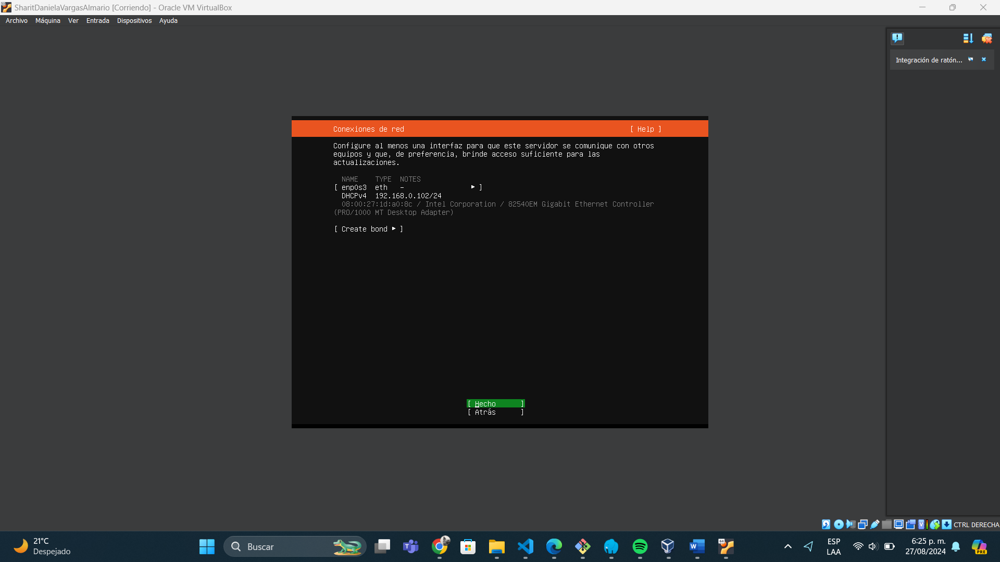 SharitDanielaVargasAlmario [Corriendo] - Oracle VM VirtualBox
Archivo Máquina Ver Entrada Dispositivos Ayuda
Integración de ratón...
Conexiones de red [ Help ]
Configure al menos una interfaz para que este servidor se comunique con otros
equipos y que, de preferencia, brinde acceso suficiente para las
actualizaciones.
NAME TYPE NOTES
[ enp0s3 eth - ▸ ]
DHCPv4 192.168.0.102/24
08:00:27:1d:a0:8c / Intel Corporation / 82540EM Gigabit Ethernet Controller
(PRO/1000 MT Desktop Adapter)
[ Create bond ▸ ]
[ Hecho ]
[ Atrás ]
CTRL DERECHA
21°C
Despejado
Buscar
ESP
LAA
6:25 p. m.
27/08/2024
PRE